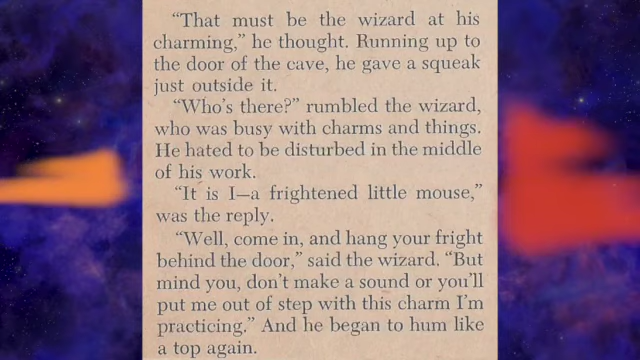 “That must be the wizard at his
charming,” he thought. Running up to
the door of the cave, he gave a squeak
just outside it.
“Who’s there?” rumbled the wizard,
who was busy with charms and things.
He hated to be disturbed in the middle
of his work.
“It is I—a frightened little mouse,”
was the reply.
“Well, come in, and hang your fright
behind the door,” said the wizard. “But
mind you, don’t make a sound or you’ll
put me out of step with this charm I’m
practicing.” And he began to hum like
a top again.